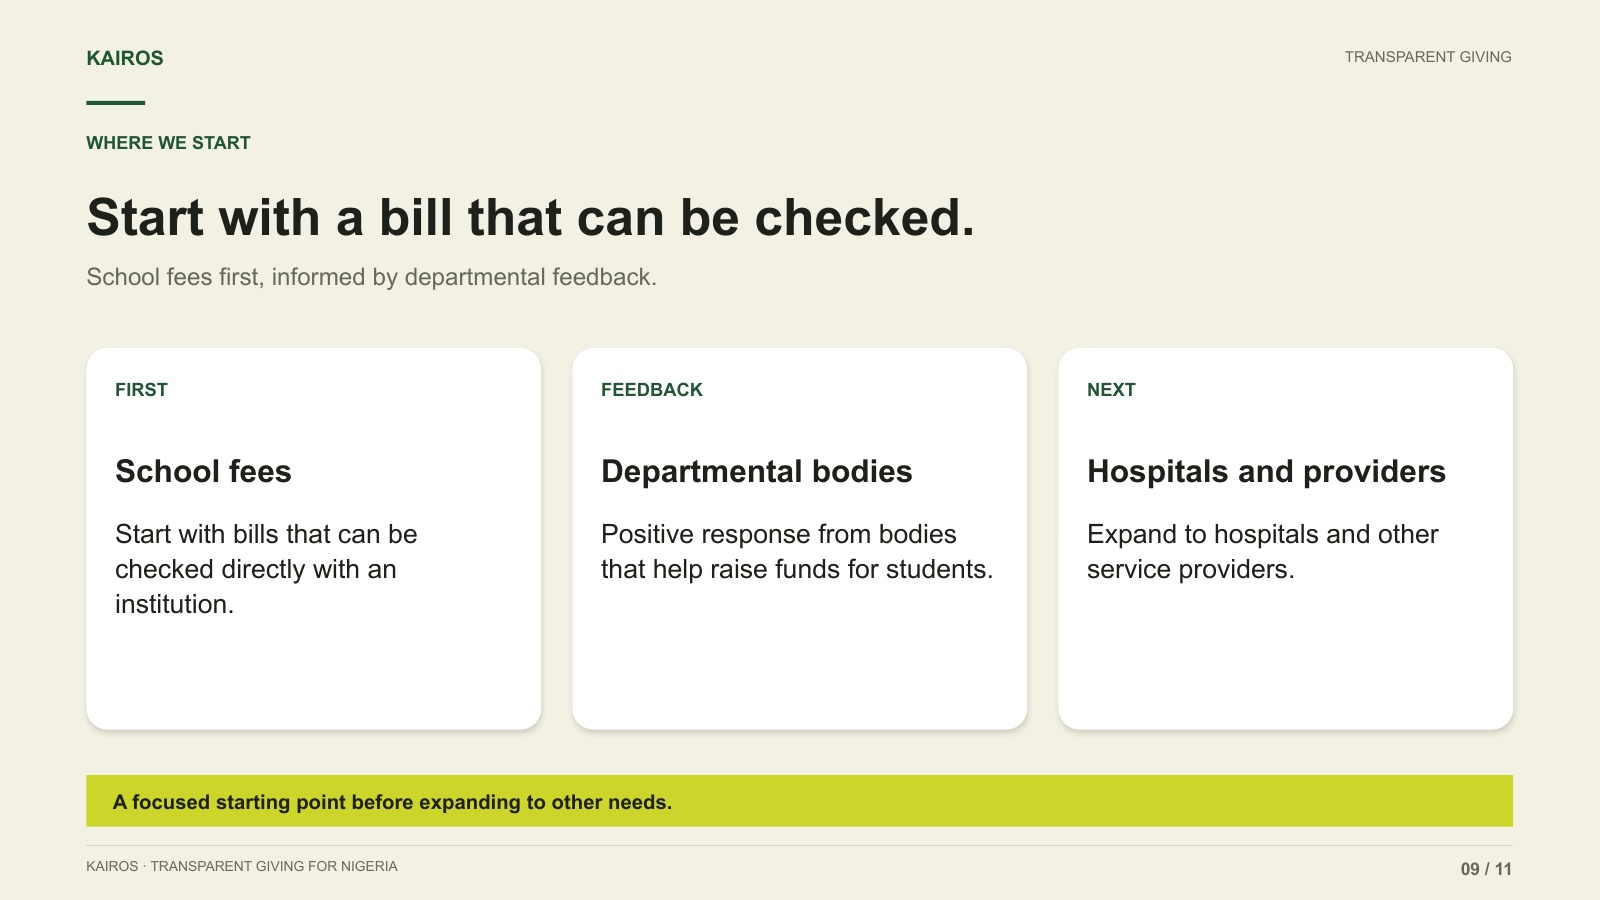 KAIROS
TRANSPARENT GIVING
WHERE WE START
Start with a bill that can be checked.
School fees first, informed by departmental feedback.
FIRST
School fees
Start with bills that can be
checked directly with an
institution.
FEEDBACK
Departmental bodies
Positive response from bodies
that help raise funds for students.
NEXT
Hospitals and providers
Expand to hospitals and other
service providers.
A focused starting point before expanding to other needs.
KAIROS · TRANSPARENT GIVING FOR NIGERIA
09 / 11